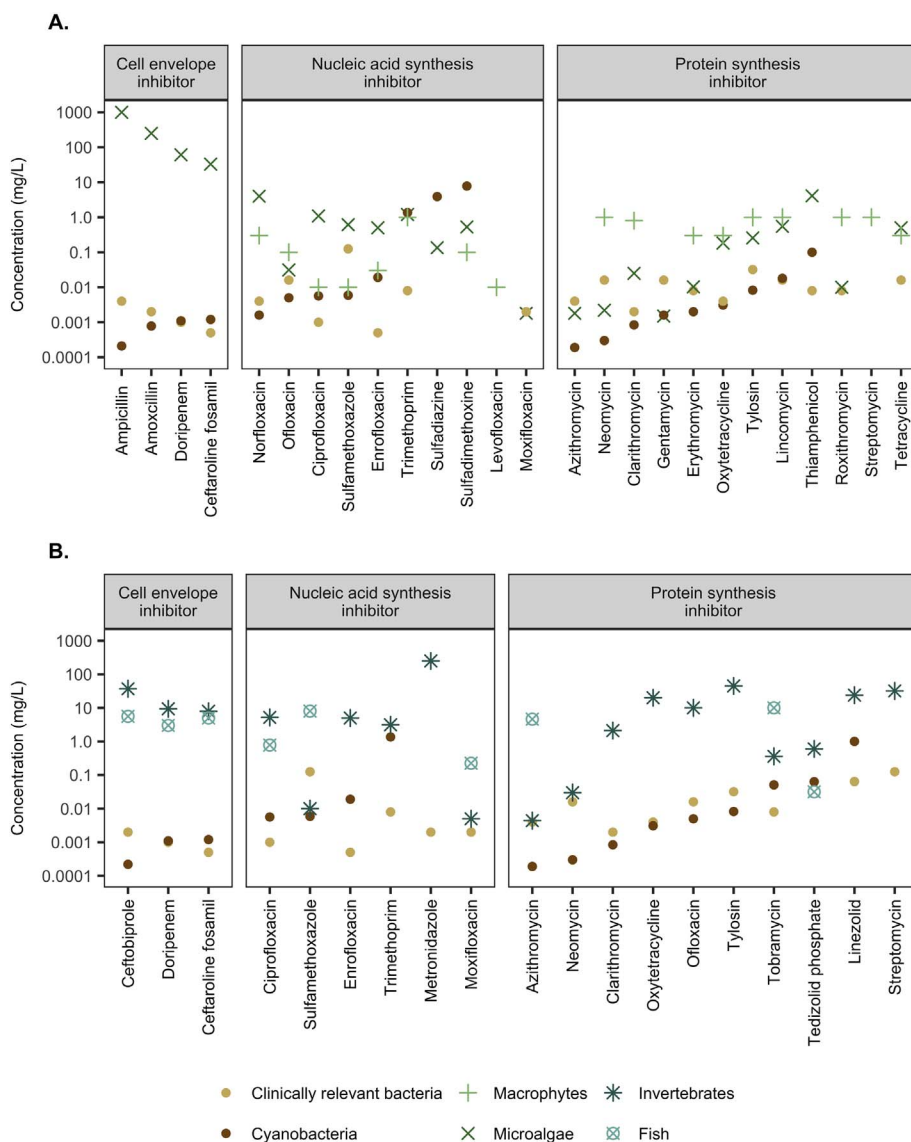 A.
Cell envelope
inhibitor
Nucleic acid synthesis
inhibitor
Protein synthesis
inhibitor
Concentration (mg/L)
1000
100
10
1.0
0.1
0.01
0.001
0.0001
Ampicillin
Amoxcillin
Doripenem
Ceftaroline fosamil
Norfloxacin
Ofloxacin
Ciprofloxacin
Sulfamethoxazole
Enrofloxacin
Trimethoprim
Sulfadiazine
Sulfadimethoxine
Levofloxacin
Moxifloxacin
Azithromycin
Neomycin
Clarithromycin
Gentamycin
Erythromycin
Oxytetracycline
Tylosin
Lincomycin
Thiamphenicol
Roxithromycin
Streptomycin
Tetracycline
B.
Cell envelope
inhibitor
Nucleic acid synthesis
inhibitor
Protein synthesis
inhibitor
Concentration (mg/L)
1000
100
10
1.0
0.1
0.01
0.001
0.0001
Ceftobiprole
Doripenem
Ceftaroline fosamil
Ciprofloxacin
Sulfamethoxazole
Enrofloxacin
Trimethoprim
Metronidazole
Moxifloxacin
Azithromycin
Neomycin
Clarithromycin
Oxytetracycline
Ofloxacin
Tylosin
Tobramycin
Tedizolid phosphate
Linezolid
Streptomycin
Clinically relevant bacteria
Macrophytes
Invertebrates
Cyanobacteria
Microalgae
Fish